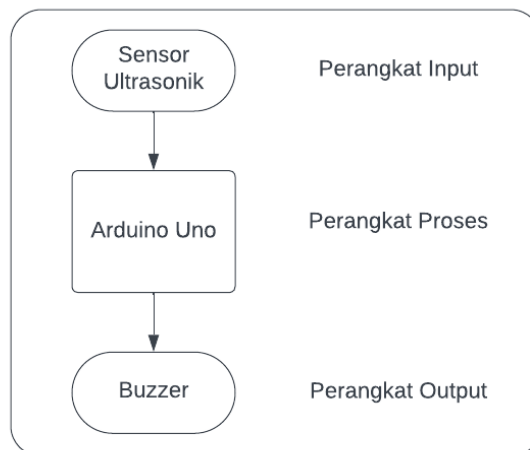 Sensor
Ultrasonik
Perangkat Input
Arduino Uno
Perangkat Proses
Buzzer
Perangkat Output